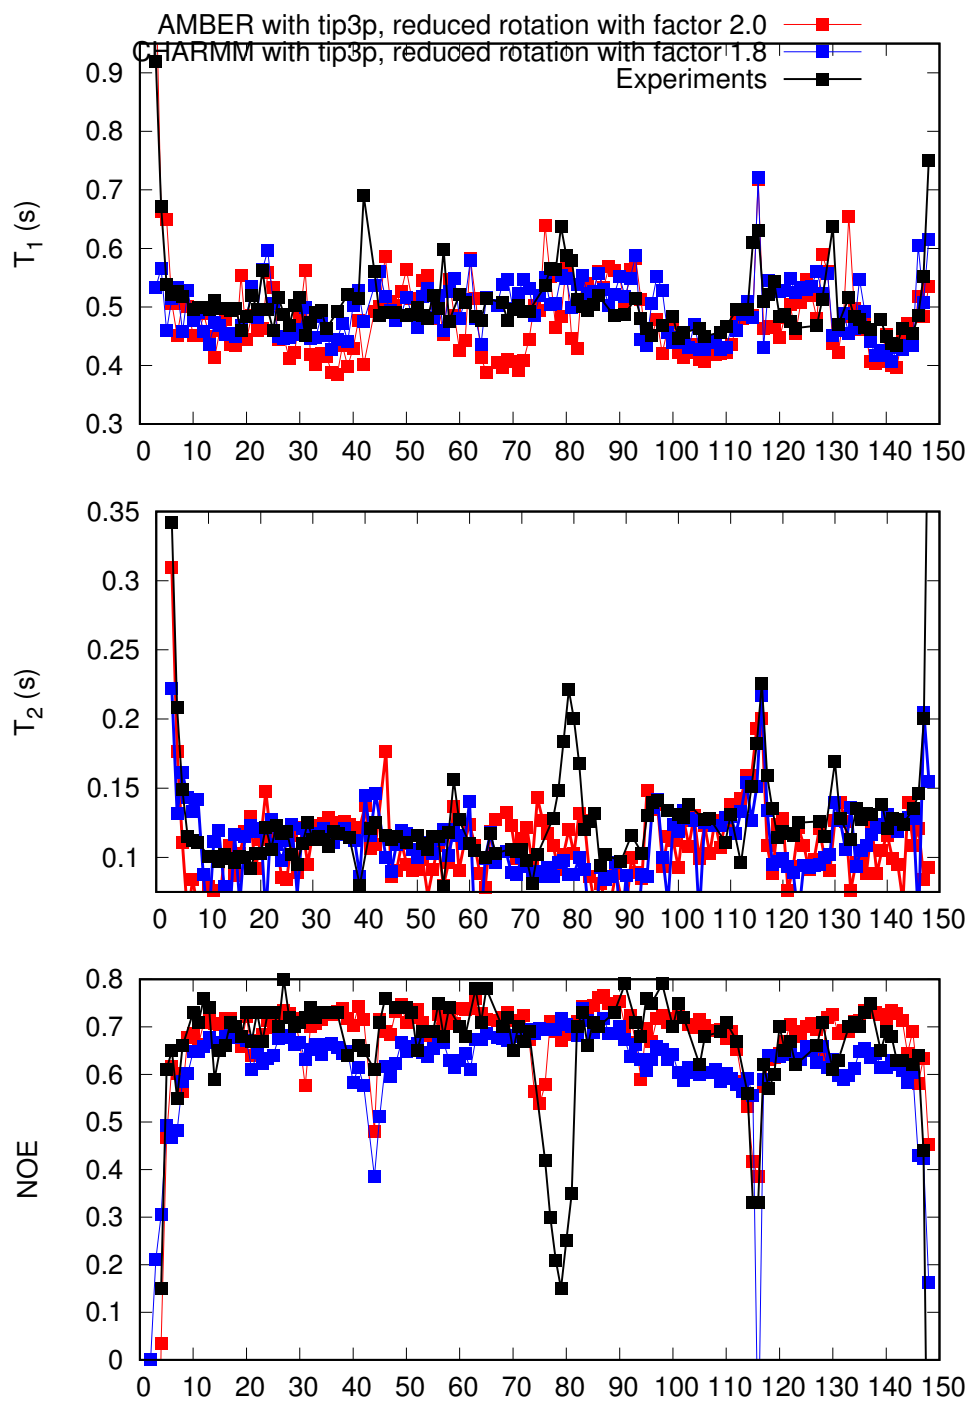 AMBER with tip3p, reduced rotation with factor 2.0
CHARMM with tip3p, reduced rotation with factor 1.8
Experiments
T1 (s)
0.9
0.8
0.7
0.6
0.5
0.4
0.3
0 10 20 30 40 50 60 70 80 90 100 110 120 130 140 150
T2 (s)
0.35
0.3
0.25
0.2
0.15
0.1
0 10 20 30 40 50 60 70 80 90 100 110 120 130 140 150
NOE
0.8
0.7
0.6
0.5
0.4
0.3
0.2
0.1
0
0 10 20 30 40 50 60 70 80 90 100 110 120 130 140 150